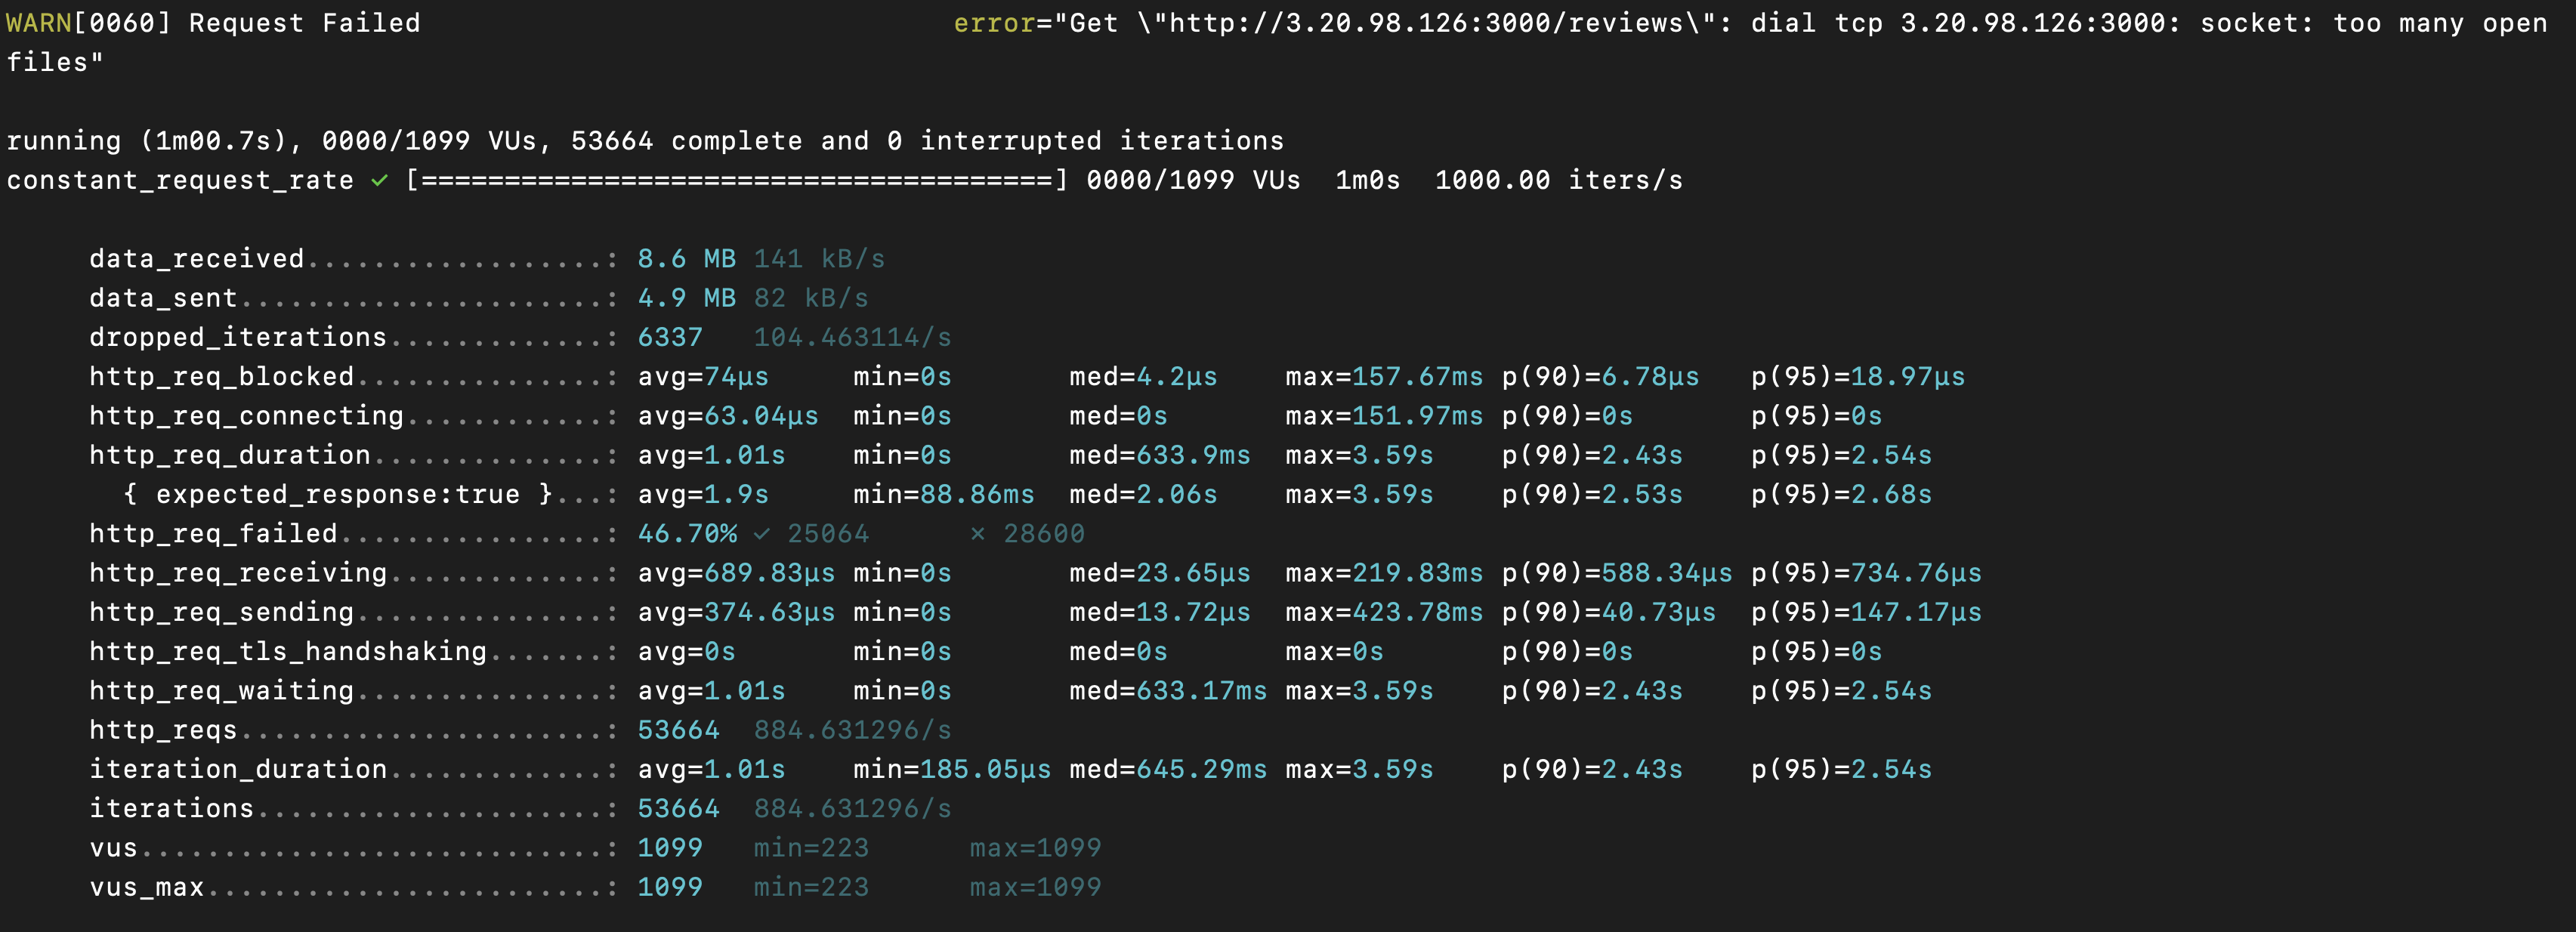 WARN[0060] Request Failed                                error="Get \"http://3.20.98.126:3000/reviews\": dial tcp 3.20.98.126:3000: socket: too many open
files"
running (1m00.7s), 0000/1099 VUs, 53664 complete and 0 interrupted iterations
constant_request_rate ✓ [======================================] 0000/1099 VUs  1m0s  1000.00 iters/s
data_received..................: 8.6 MB 141 kB/s
data_sent......................: 4.9 MB 82 kB/s
dropped_iterations.............: 6337   104.463114/s
http_req_blocked...............: avg=74µs     min=0s       med=4.2µs    max=157.67ms p(90)=6.78µs   p(95)=18.97µs
http_req_connecting............: avg=63.04µs  min=0s       med=0s       max=151.97ms p(90)=0s       p(95)=0s
http_req_duration..............: avg=1.01s    min=0s       med=633.9ms  max=3.59s    p(90)=2.43s    p(95)=2.54s
{ expected_response:true }...: avg=1.9s     min=88.86ms  med=2.06s    max=3.59s    p(90)=2.53s    p(95)=2.68s
http_req_failed................: 46.70% ✓ 25064      ✗ 28600
http_req_receiving.............: avg=689.83µs min=0s       med=23.65µs  max=219.83ms p(90)=588.34µs p(95)=734.76µs
http_req_sending...............: avg=374.63µs min=0s       med=13.72µs  max=423.78ms p(90)=40.73µs  p(95)=147.17µs
http_req_tls_handshaking.......: avg=0s       min=0s       med=0s       max=0s       p(90)=0s       p(95)=0s
http_req_waiting...............: avg=1.01s    min=0s       med=633.17ms max=3.59s    p(90)=2.43s    p(95)=2.54s
http_reqs......................: 53664  884.631296/s
iteration_duration.............: avg=1.01s    min=185.05µs med=645.29ms max=3.59s    p(90)=2.43s    p(95)=2.54s
iterations.....................: 53664  884.631296/s
vus............................: 1099   min=223      max=1099
vus_max........................: 1099   min=223      max=1099